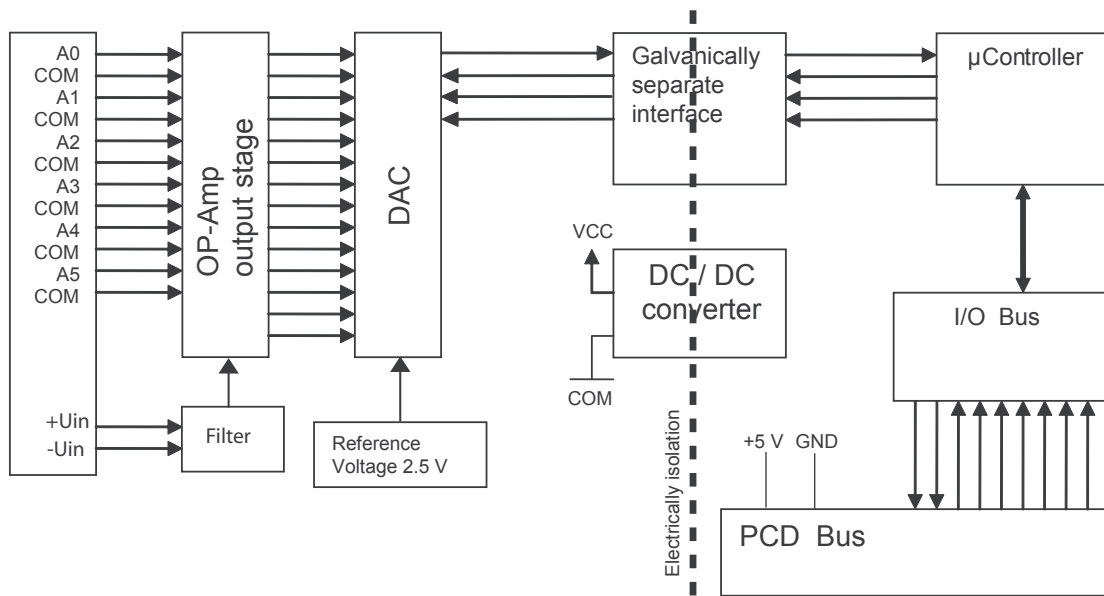 A0
COM
A1
COM
A2
COM
A3
COM
A4
COM
A5
COM
+Uin
-Uin
OP-Amp
output stage
Filter
DAC
Reference
Voltage 2.5 V
Galvanically
separate
interface
VCC
DC / DC
converter
COM
Electrically isolation
µController
I/O Bus
+5 V GND
PCD Bus